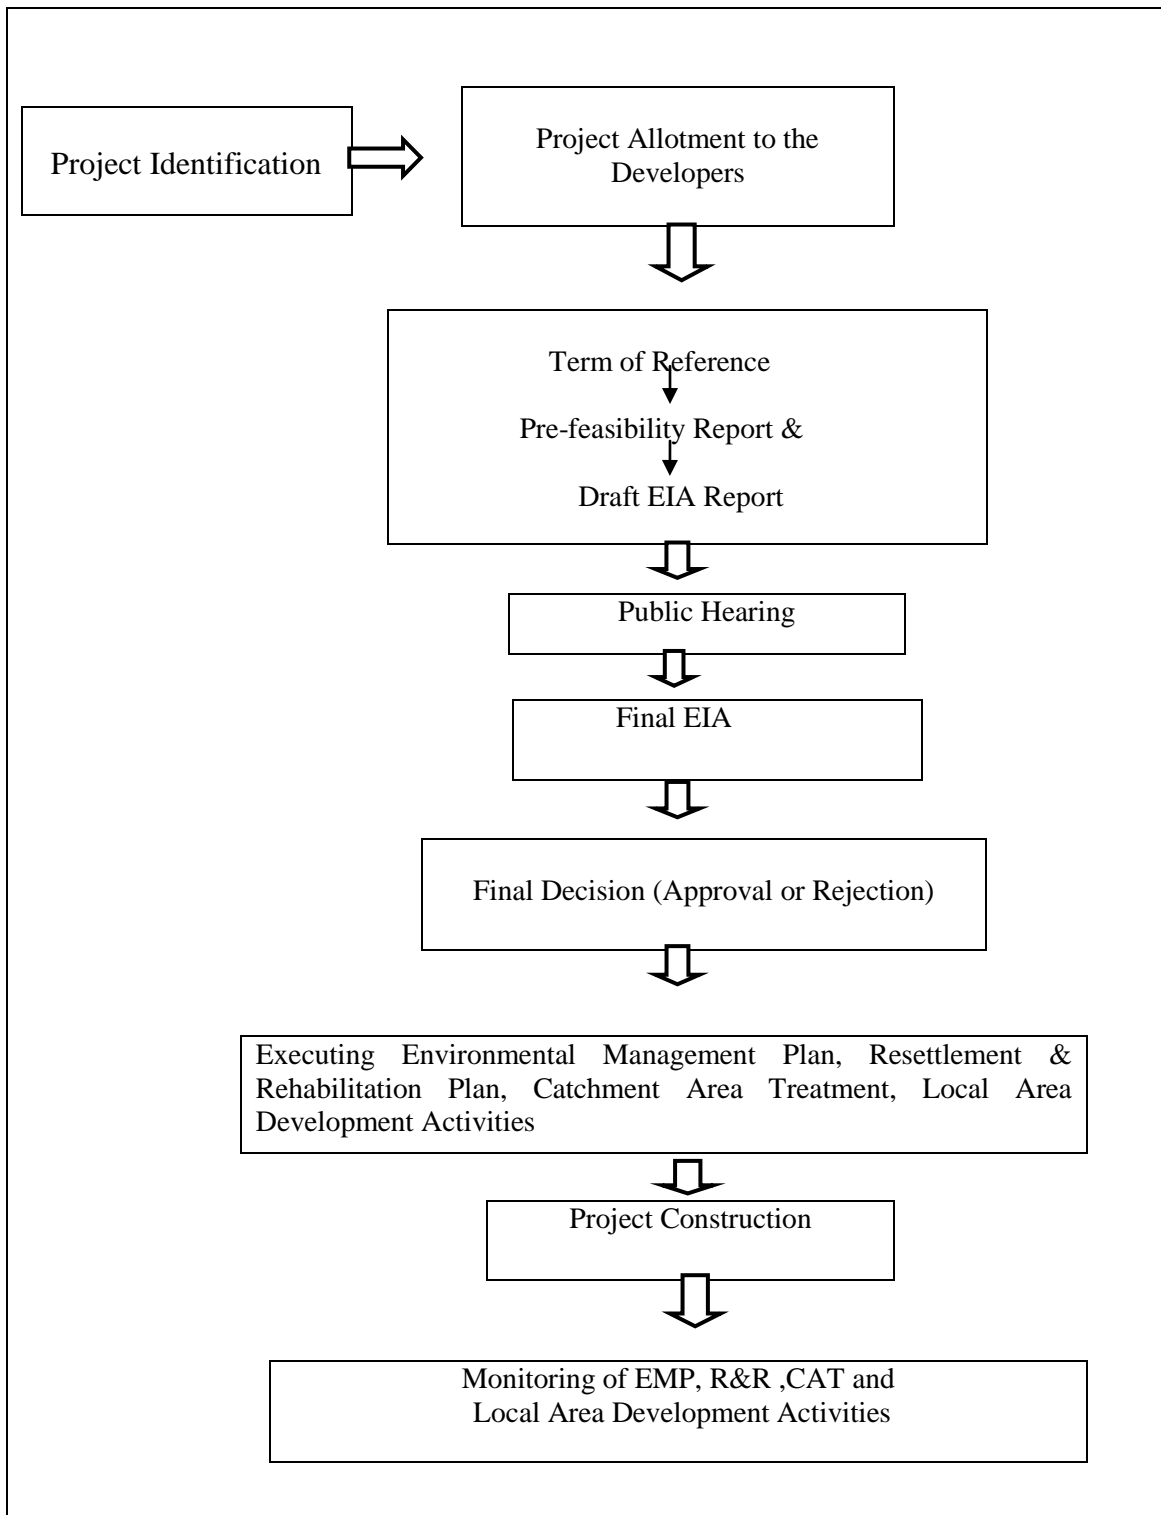 Project Identification
Project Allotment to the
Developers
Term of Reference
Pre-feasibility Report &
Draft EIA Report
Public Hearing
Final EIA
Final Decision (Approval or Rejection)
Executing Environmental Management Plan, Resettlement &
Rehabilitation Plan, Catchment Area Treatment, Local Area
Development Activities
Project Construction
Monitoring of EMP, R&R ,CAT and
Local Area Development Activities